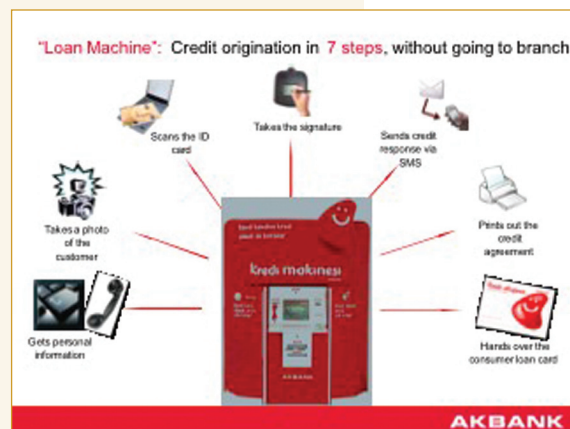 "Loan Machine": Credit origination in 7 steps, without going to branch
Takes the signature
Scans the ID
card
Sends credit
response via
SMS
Takes a photo
of the
customer
Prints out the
credit
agreement
Gets personal
information
Hands over the
consumer loan card
kredi makinesi
AKBANK
AKBANK